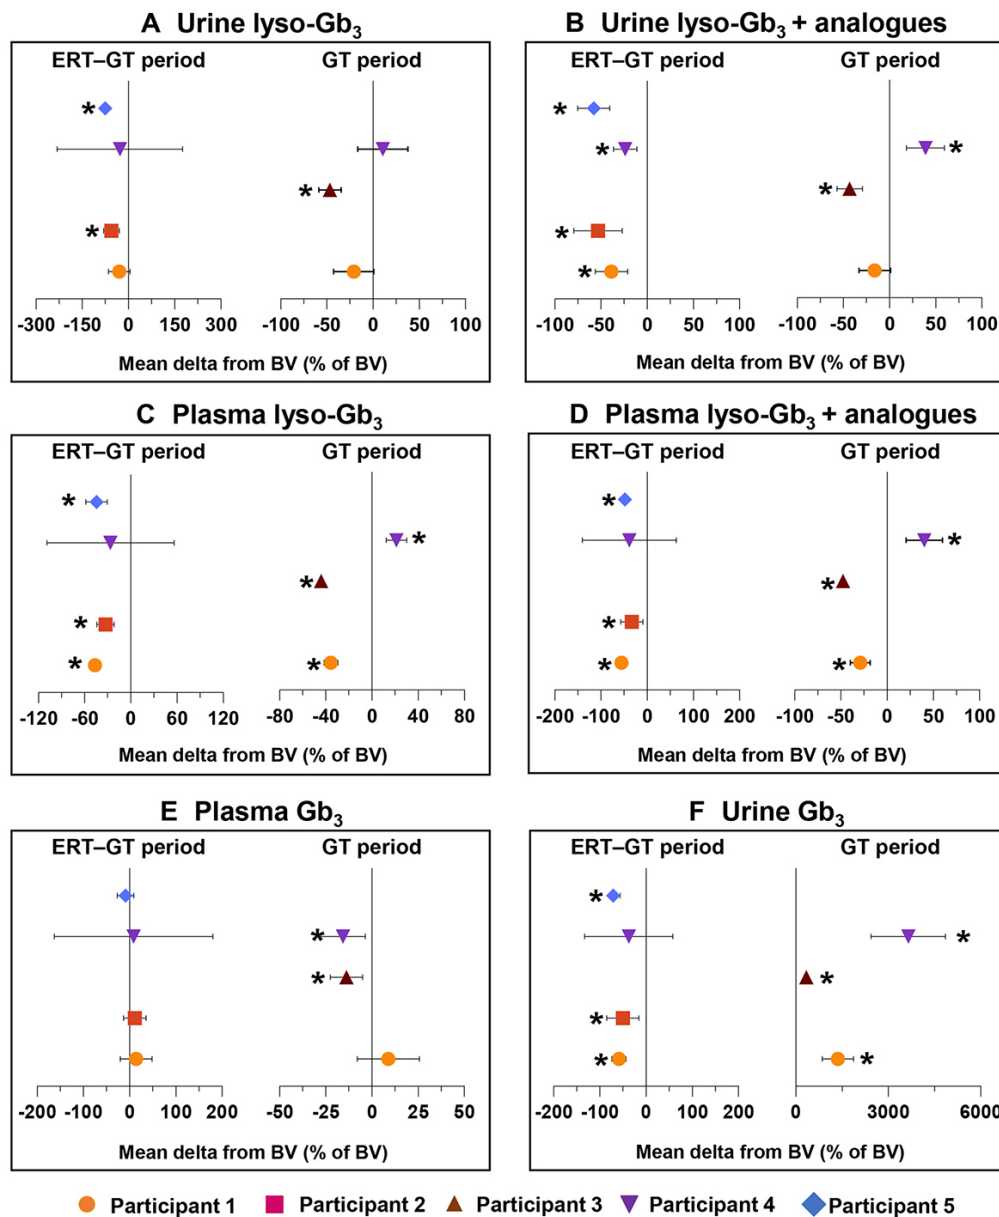 A Urine lyso-Gb₃
ERT–GT period GT period
* * * 
-300 -150 0 150 300 -100 -50 0 50 100
Mean delta from BV (% of BV)
B Urine lyso-Gb₃ + analogues
ERT–GT period GT period
* * * * * *
-100 -50 0 50 100 -100 -50 0 50 100
Mean delta from BV (% of BV)
C Plasma lyso-Gb₃
ERT–GT period GT period
* * * * * *
-120 -60 0 60 120 -80 -40 0 40 80
Mean delta from BV (% of BV)
D Plasma lyso-Gb₃ + analogues
ERT–GT period GT period
* * * * * *
-200 -100 0 100 200 -100 -50 0 50 100
Mean delta from BV (% of BV)
E Plasma Gb₃
ERT–GT period GT period
* *
-200 -100 0 100 200 -50 -25 0 25 50
Mean delta from BV (% of BV)
F Urine Gb₃
ERT–GT period GT period
* * * * * *
-200 -100 0 100 200 0 3000 6000
Mean delta from BV (% of BV)
Participant 1 Participant 2 Participant 3 Participant 4 Participant 5